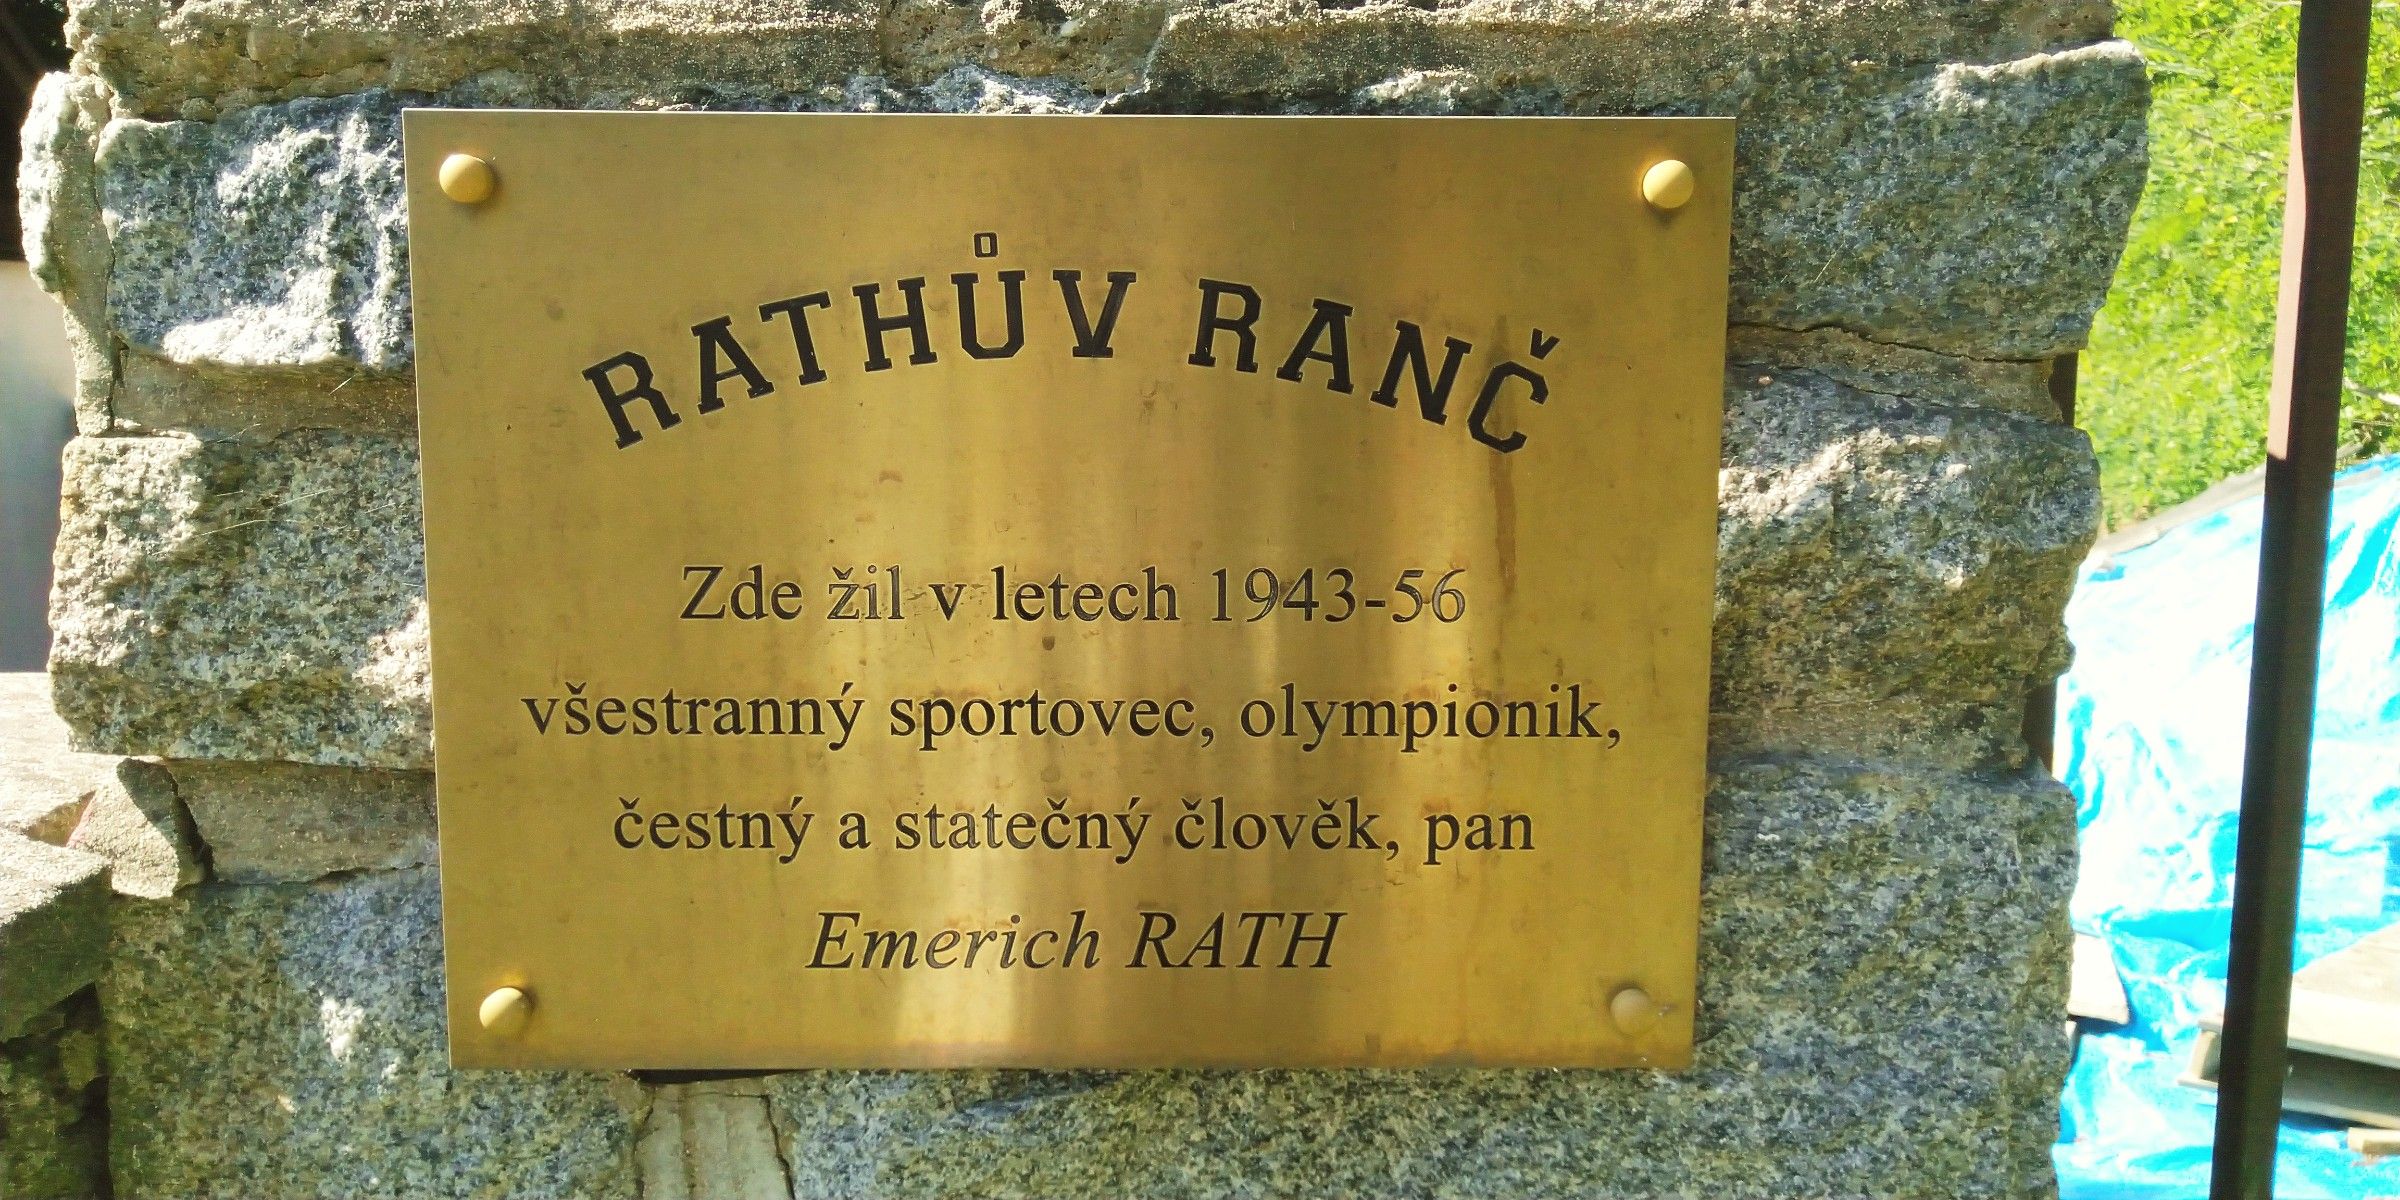 RATHŮV RANČ
Zde žil v letech 1943-56
všestranný sportovec, olympionik,
čestný a statečný člověk, pan
Emerich RATH